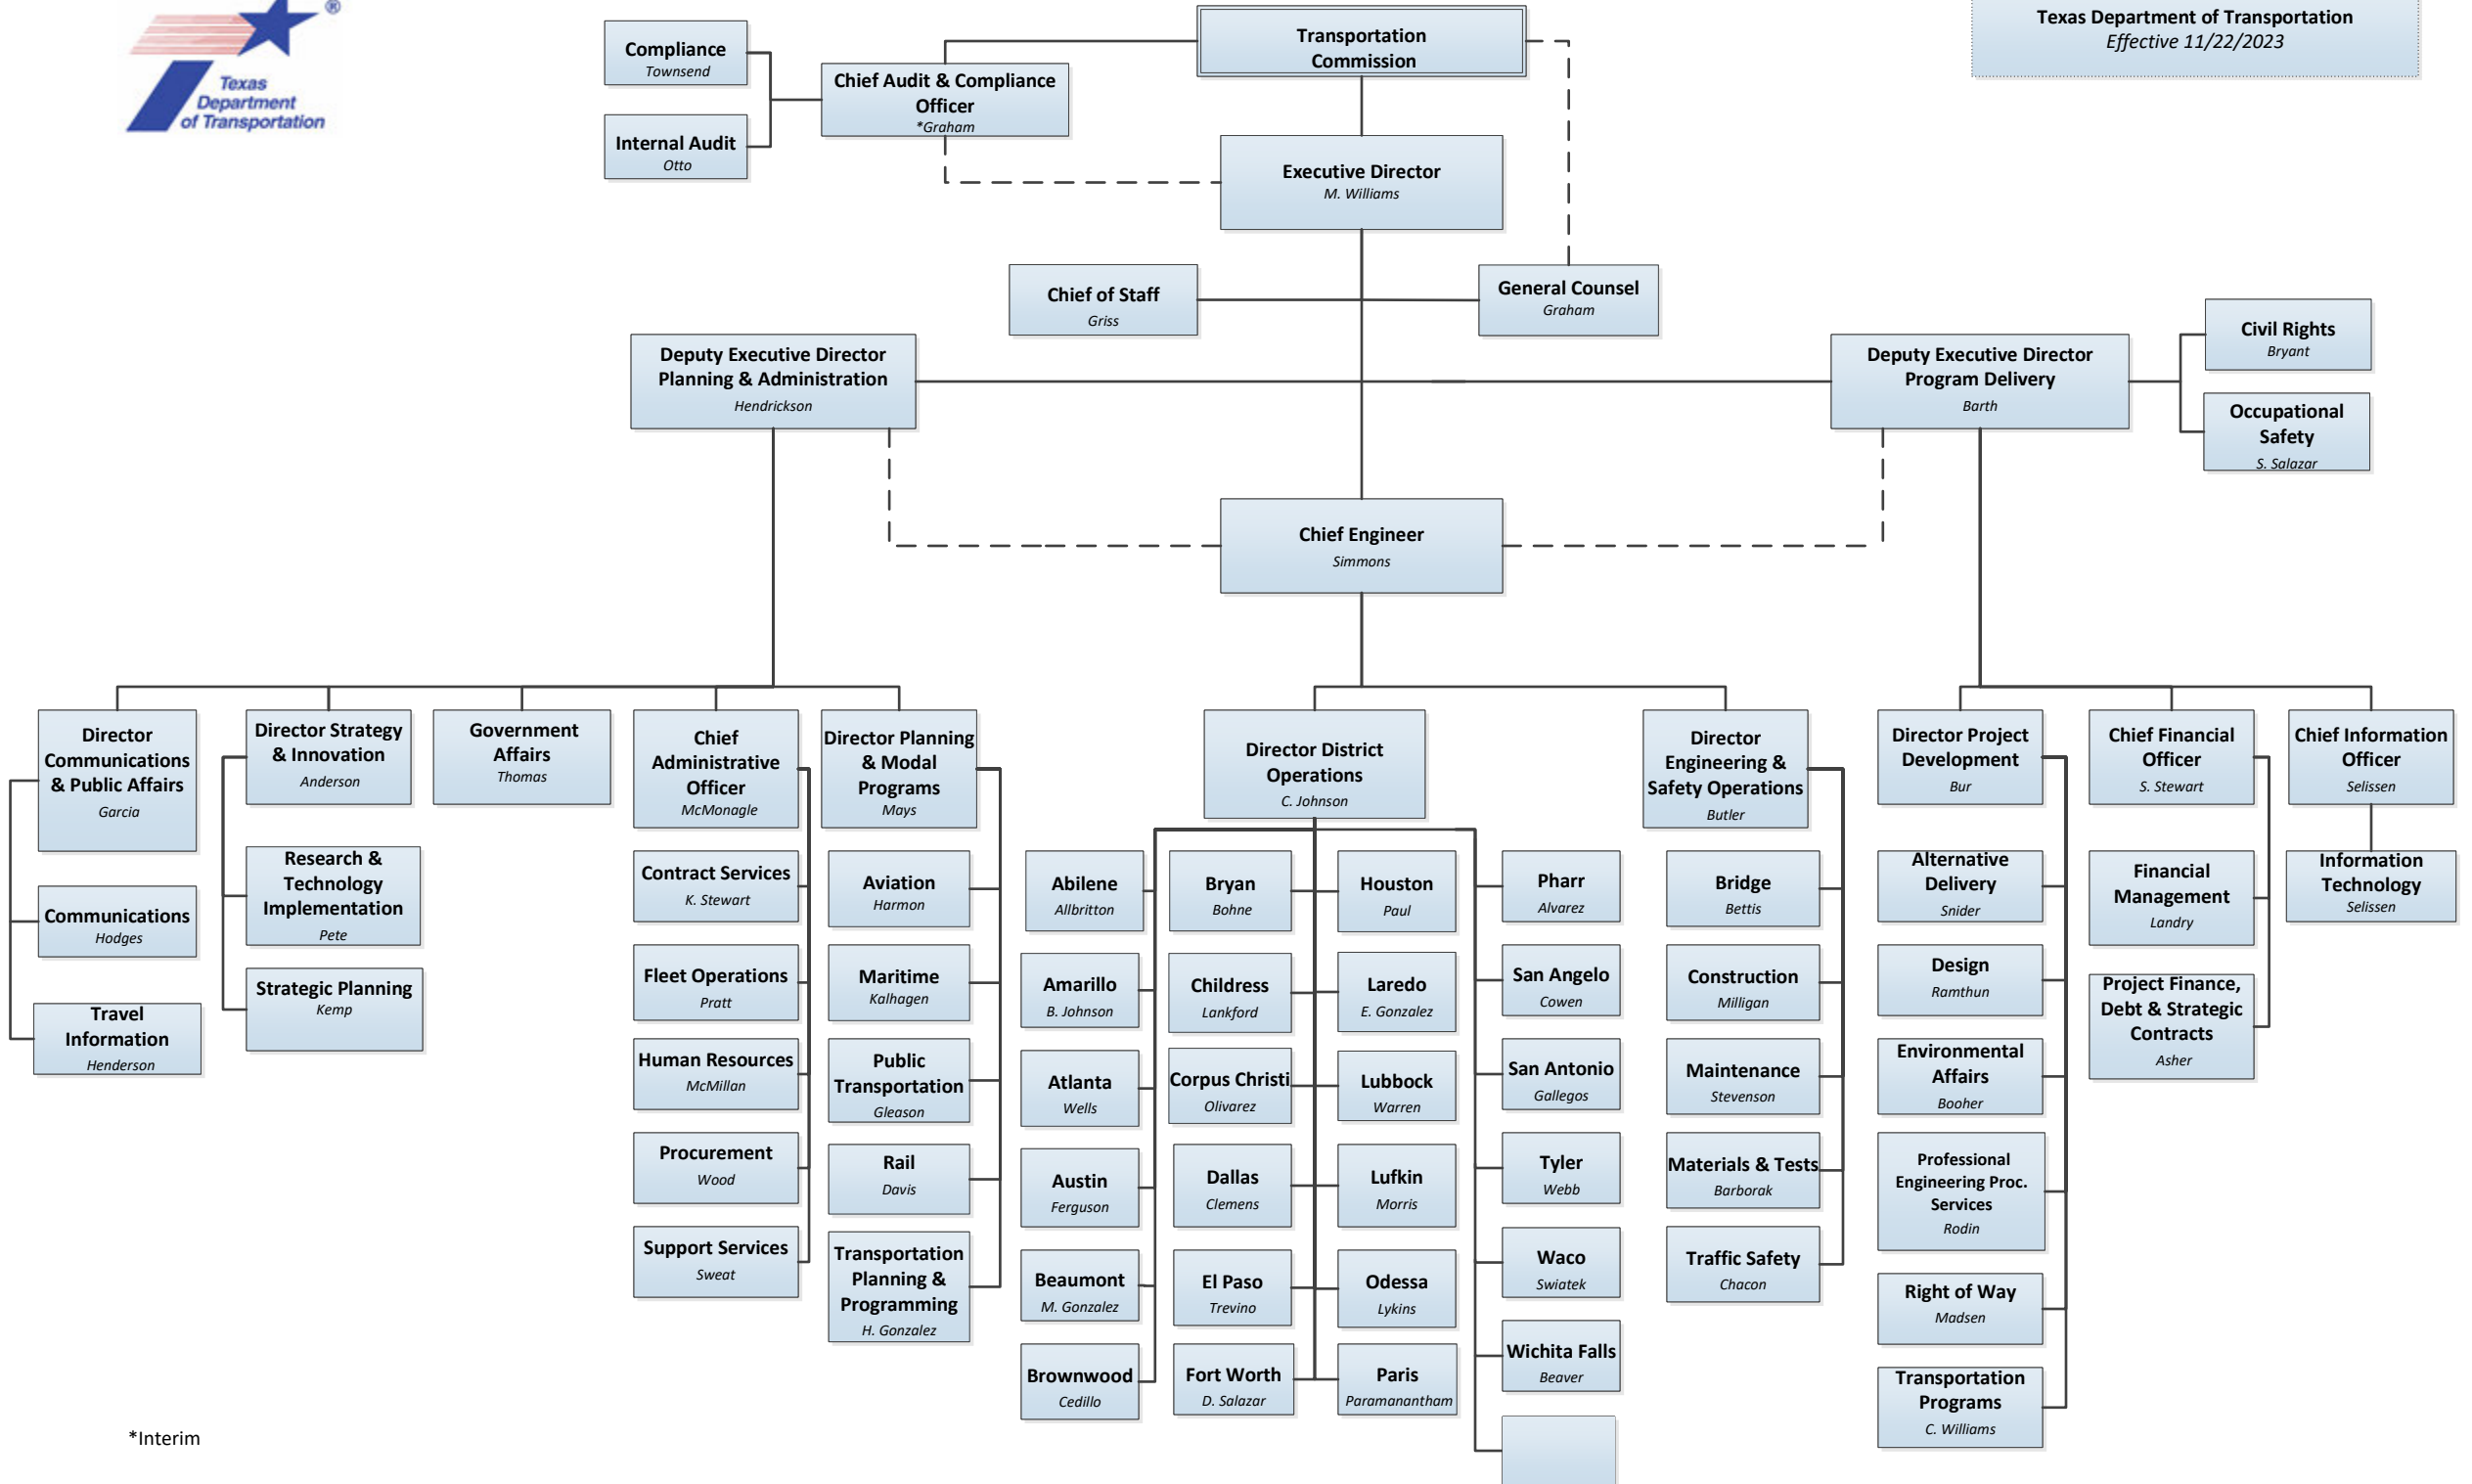 ®
Texas
Department
of Transportation
Compliance
Townsend
Internal Audit
Otto
Chief Audit & Compliance
Officer
*Graham
Transportation
Commission
Texas Department of Transportation
Effective 11/22/2023
Executive Director
M. Williams
Chief of Staff
Griss
General Counsel
Graham
Deputy Executive Director
Planning & Administration
Hendrickson
Deputy Executive Director
Program Delivery
Barth
Civil Rights
Bryant
Occupational
Safety
S. Salazar
Chief Engineer
Simmons
Director
Communications
& Public Affairs
Garcia
Communications
Hodges
Travel
Information
Henderson
Director Strategy
& Innovation
Anderson
Research &
Technology
Implementation
Pete
Strategic Planning
Kemp
Government
Affairs
Thomas
Chief
Administrative
Officer
McMonagle
Contract Services
K. Stewart
Fleet Operations
Pratt
Human Resources
McMillan
Procurement
Wood
Support Services
Sweat
Director Planning
& Modal
Programs
Mays
Aviation
Harmon
Maritime
Kalhagen
Public
Transportation
Gleason
Rail
Davis
Transportation
Planning &
Programming
H. Gonzalez
Director District
Operations
C. Johnson
Abilene
Allbritton
Amarillo
B. Johnson
Atlanta
Wells
Austin
Ferguson
Beaumont
M. Gonzalez
Brownwood
Cedillo
Bryan
Bohne
Childress
Lankford
Corpus Christi
Olivarez
Dallas
Clemens
El Paso
Trevino
Fort Worth
D. Salazar
Houston
Paul
Laredo
E. Gonzalez
Lubbock
Warren
Lufkin
Morris
Odessa
Lykins
Paris
Paramanantham
Pharr
Alvarez
San Angelo
Cowen
San Antonio
Gallegos
Tyler
Webb
Waco
Swiatek
Wichita Falls
Beaver
Director
Engineering &
Safety Operations
Butler
Bridge
Bettis
Construction
Milligan
Maintenance
Stevenson
Materials & Tests
Barborak
Traffic Safety
Chacon
Director Project
Development
Bur
Alternative
Delivery
Snider
Design
Ramthun
Environmental
Affairs
Booher
Professional
Engineering Proc.
Services
Rodin
Right of Way
Madsen
Transportation
Programs
C. Williams
Chief Financial
Officer
S. Stewart
Financial
Management
Landry
Project Finance,
Debt & Strategic
Contracts
Asher
Chief Information
Officer
Selissen
Information
Technology
Selissen
*Interim